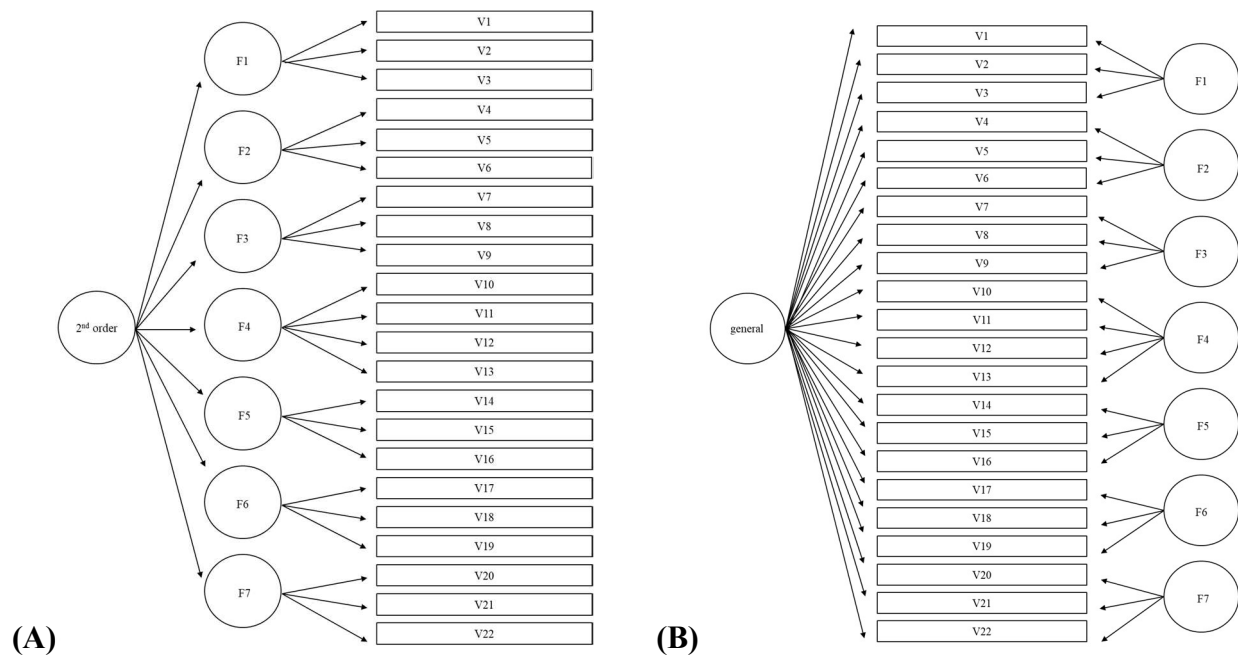 2nd order
F1
F2
F3
F4
F5
F6
F7
V1
V2
V3
V4
V5
V6
V7
V8
V9
V10
V11
V12
V13
V14
V15
V16
V17
V18
V19
V20
V21
V22
(A)
general
V1
V2
V3
V4
V5
V6
V7
V8
V9
V10
V11
V12
V13
V14
V15
V16
V17
V18
V19
V20
V21
V22
F1
F2
F3
F4
F5
F6
F7
(B)